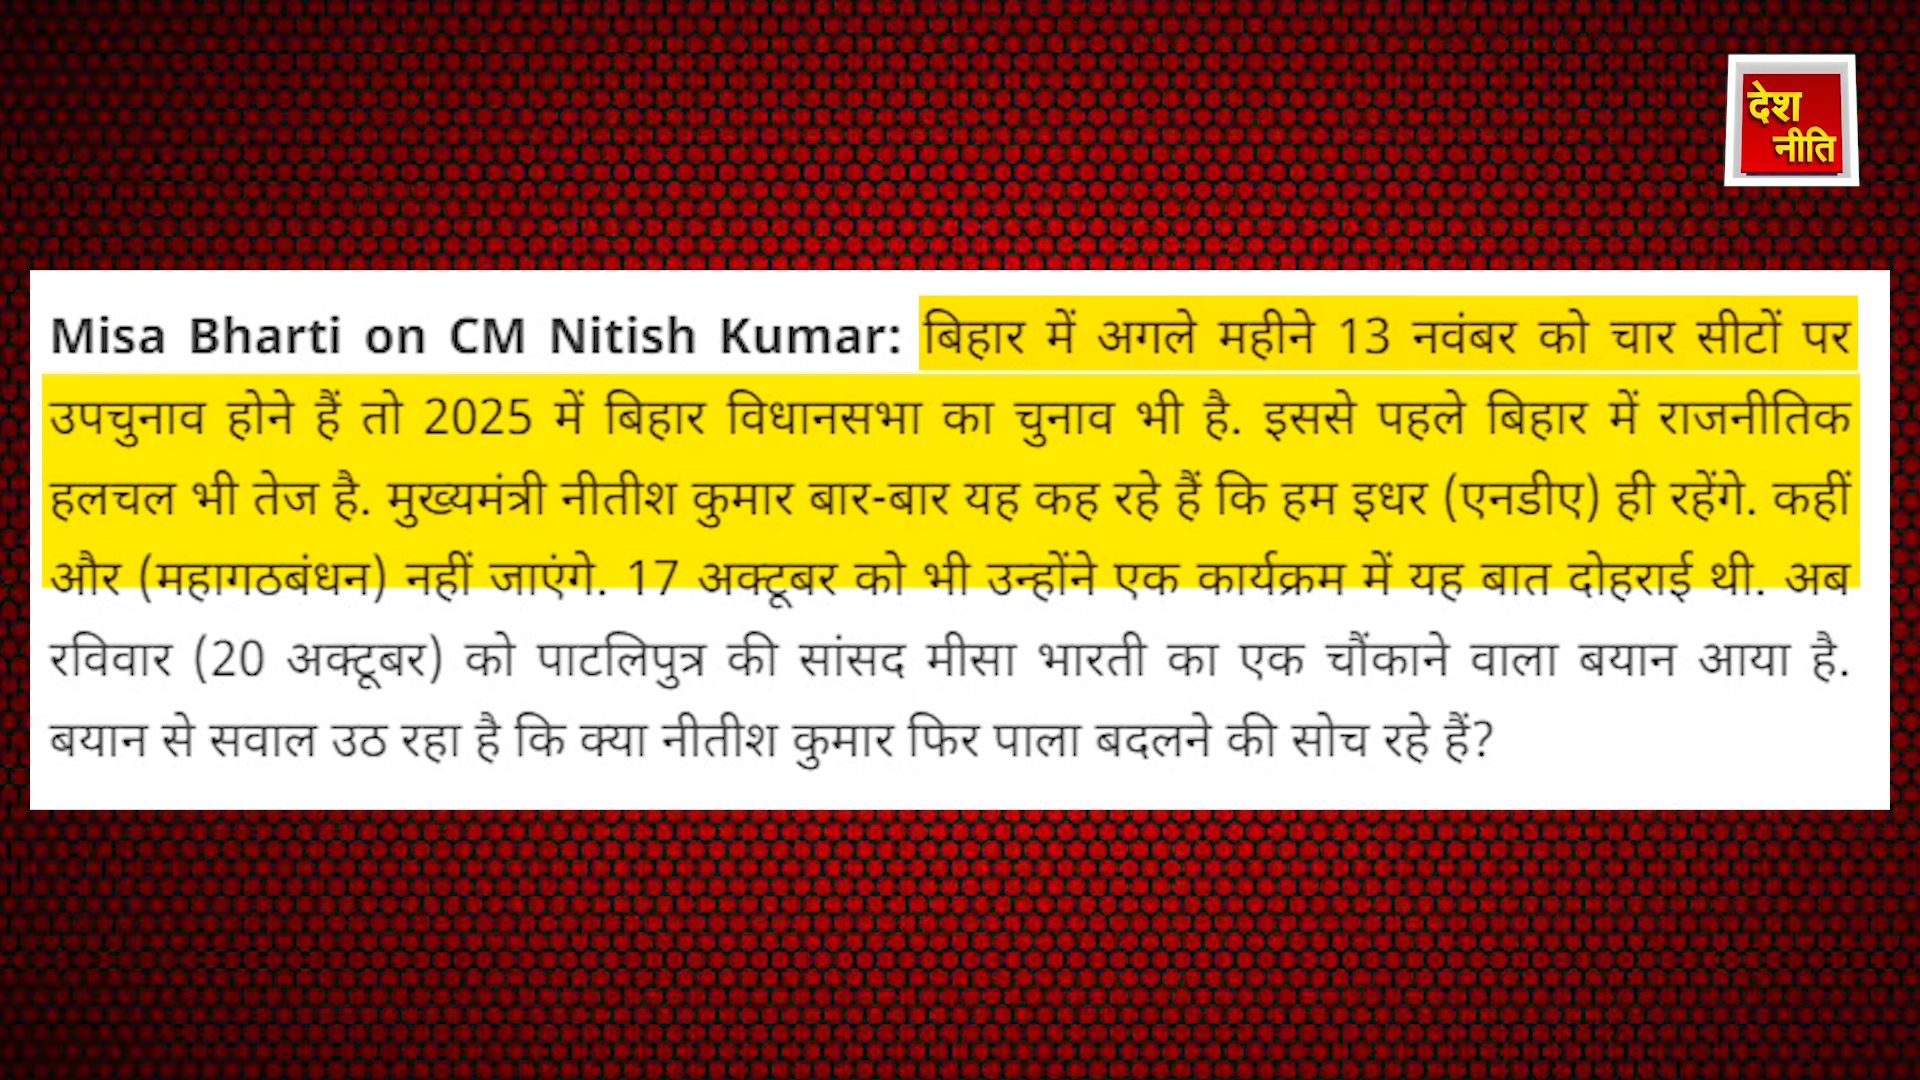 देश
नीति
Misa Bharti on CM Nitish Kumar: बिहार में अगले महीने 13 नवंबर को चार सीटों पर
उपचुनाव होने हैं तो 2025 में बिहार विधानसभा का चुनाव भी है. इससे पहले बिहार में राजनीतिक
हलचल भी तेज है. मुख्यमंत्री नीतीश कुमार बार-बार यह कह रहे हैं कि हम इधर (एनडीए) ही रहेंगे. कहीं
और (महागठबंधन) नहीं जाएंगे. 17 अक्टूबर को भी उन्होंने एक कार्यक्रम में यह बात दोहराई थी. अब
रविवार (20 अक्टूबर) को पाटलिपुत्र की सांसद मीसा भारती का एक चौंकाने वाला बयान आया है.
बयान से सवाल उठ रहा है कि क्या नीतीश कुमार फिर पाला बदलने की सोच रहे हैं?